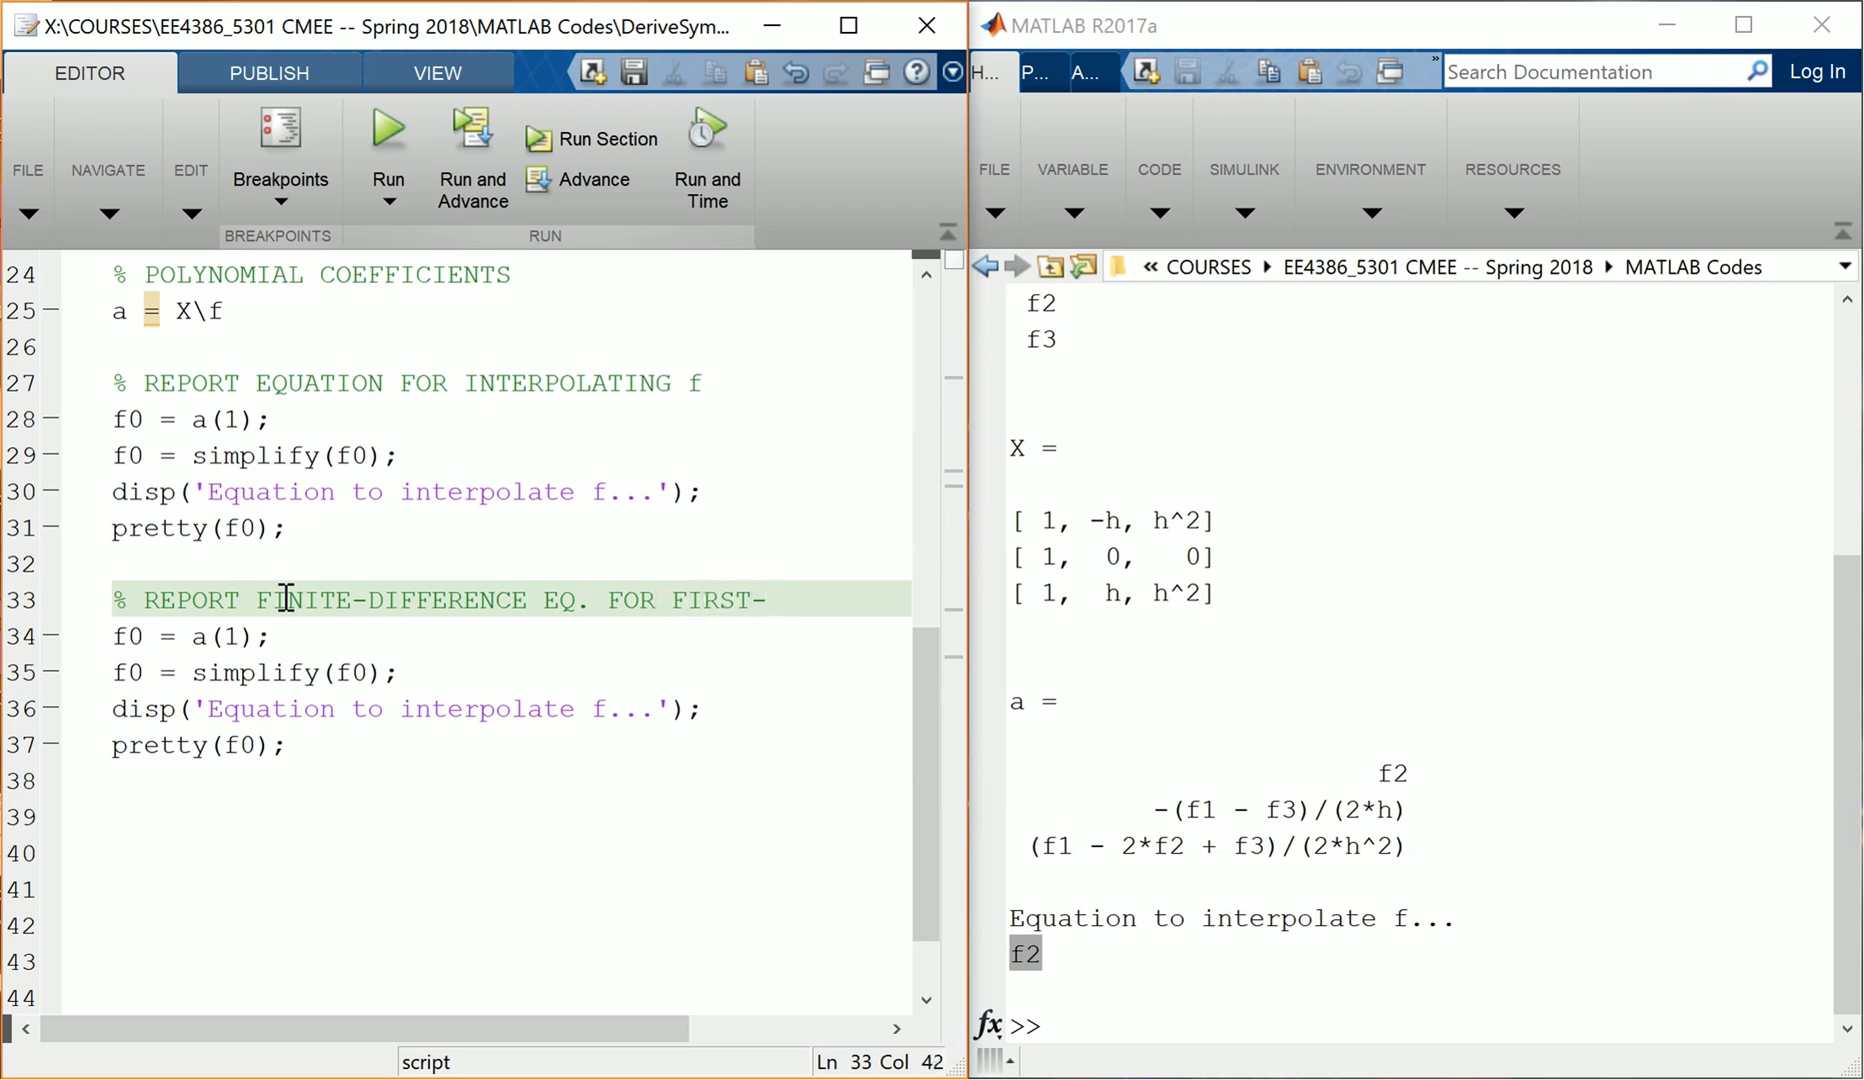 X:\COURSES\EE4386_5301 CMEE -- Spring 2018\MATLAB Codes\DeriveSym...
EDITOR PUBLISH VIEW
FILE NAVIGATE EDIT Breakpoints Run Run and Advance Run Section Advance Run and Time
BREAKPOINTS RUN
24 % POLYNOMIAL COEFFICIENTS
25 a = X\f
26
27 % REPORT EQUATION FOR INTERPOLATING f
28 f0 = a(1);
29 f0 = simplify(f0);
30 disp('Equation to interpolate f...');
31 pretty(f0);
32
33 % REPORT FINITE-DIFFERENCE EQ. FOR FIRST-
34 f0 = a(1);
35 f0 = simplify(f0);
36 disp('Equation to interpolate f...');
37 pretty(f0);
38
39
40
41
42
43
44
script Ln 33 Col 42
MATLAB R2017a
H... P... A... » Search Documentation Log In
FILE VARIABLE CODE SIMULINK ENVIRONMENT RESOURCES
« COURSES EE4386_5301 CMEE -- Spring 2018 MATLAB Codes
f2
f3
X =
[ 1, -h, h^2]
[ 1, 0, 0]
[ 1, h, h^2]
a =
f2
-(f1 - f3)/(2*h)
(f1 - 2*f2 + f3)/(2*h^2)
Equation to interpolate f...
f2
fx >>